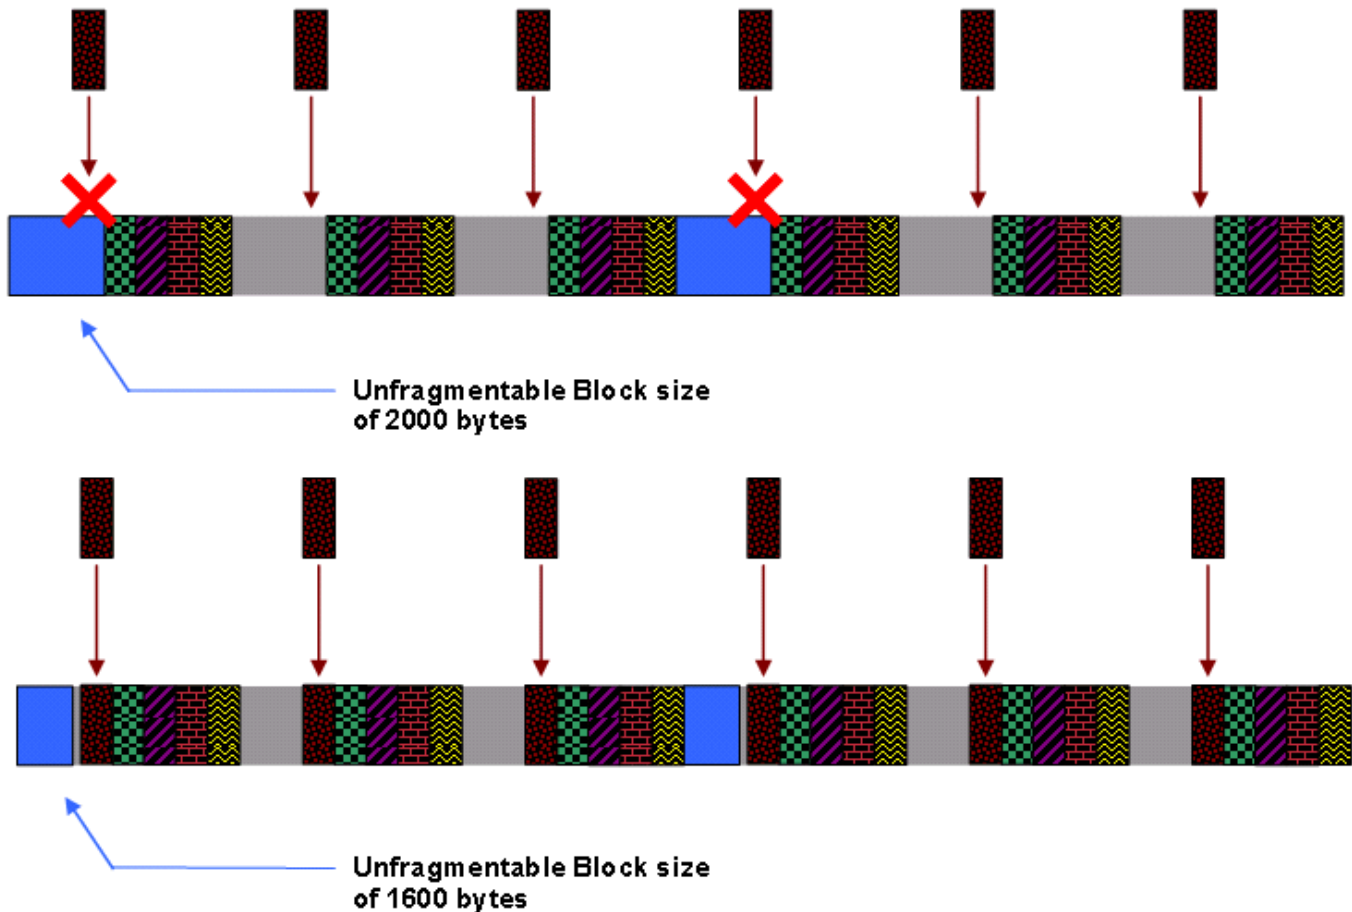 Unfragmentable Block size
of 2000 bytes
Unfragmentable Block size
of 1600 bytes